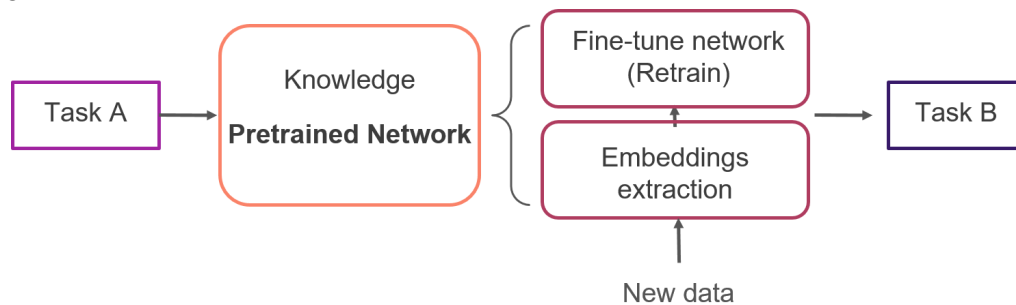 Task A
Knowledge
Pretrained Network
Fine-tune network
(Retrain)
Embeddings
extraction
New data
Task B